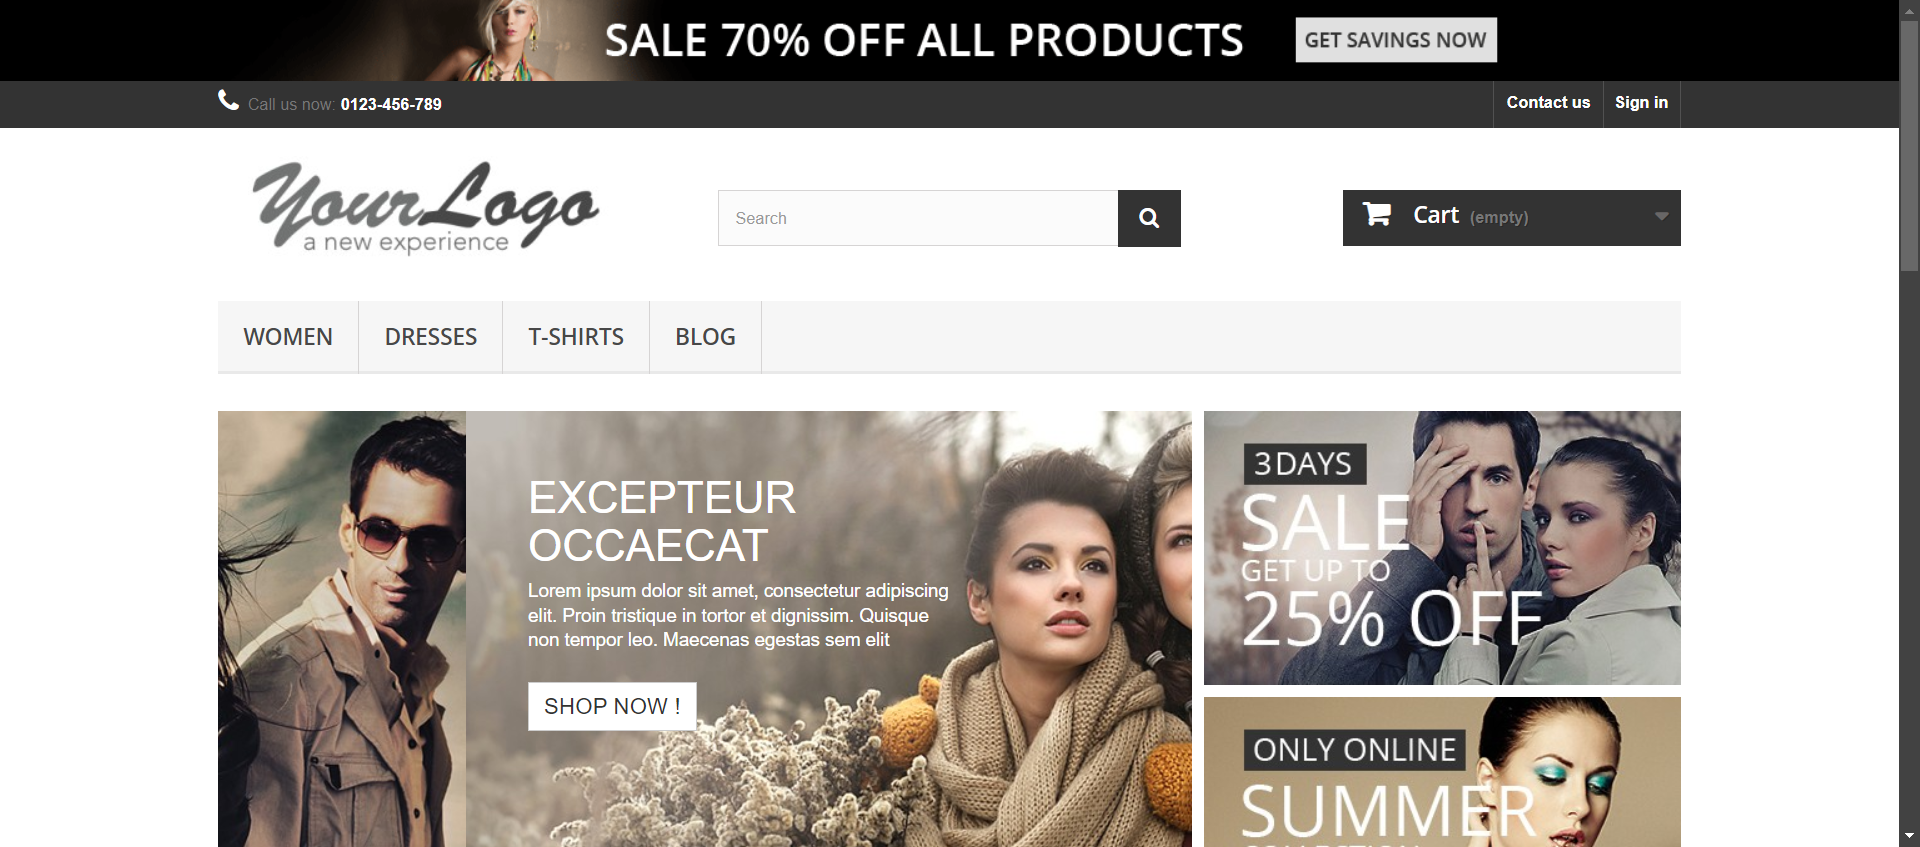 SALE 70% OFF ALL PRODUCTS
GET SAVINGS NOW
Call us now: 0123-456-789
Contact us
Sign in
YourLogo
a new experience
Search
Cart (empty)
WOMEN
DRESSES
T-SHIRTS
BLOG
EXCEPTEUR
OCCAECAT
Lorem ipsum dolor sit amet, consectetur adipiscing
elit. Proin tristique in tortor et dignissim. Quisque
non tempor leo. Maecenas egestas sem elit
SHOP NOW !
3 DAYS
SALE
GET UP TO
25% OFF
ONLY ONLINE
SUMMER